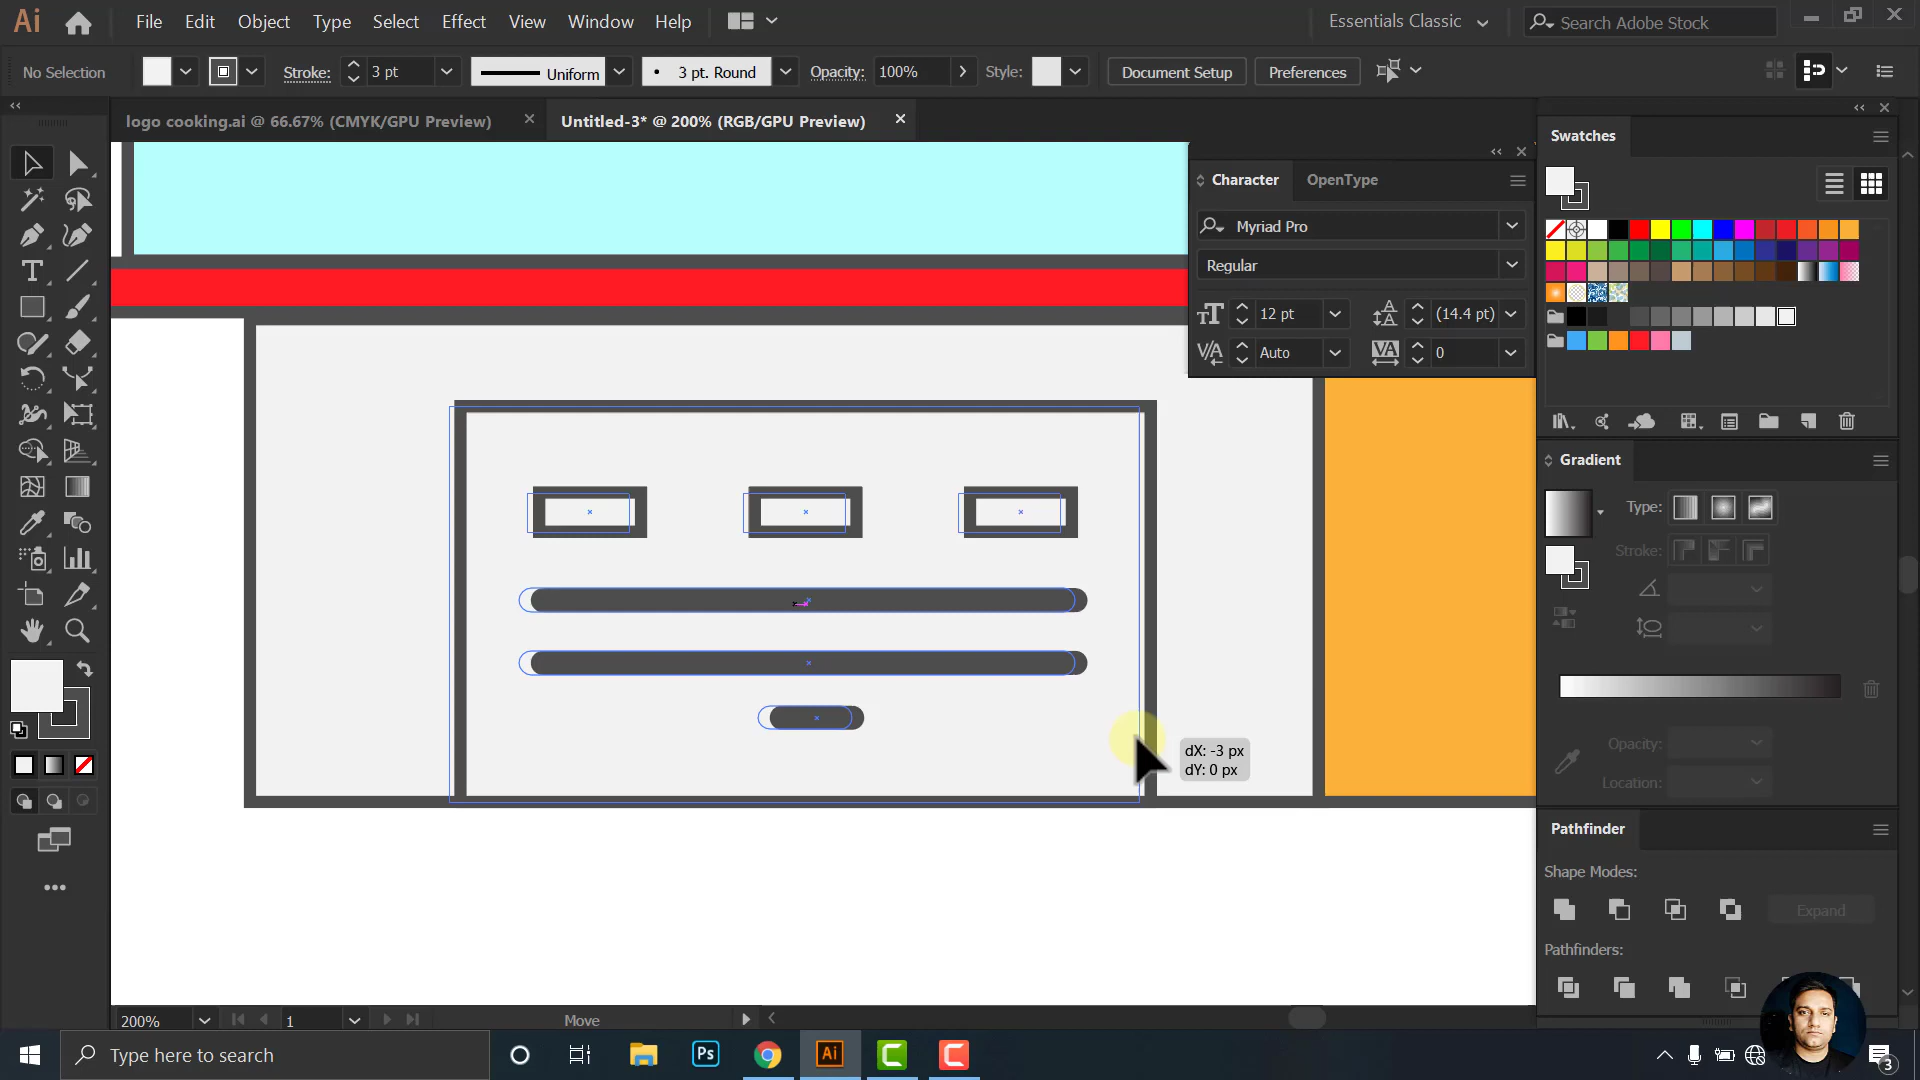 Ai File Edit Object Type Select Effect View Window Help Essentials Classic Search Adobe Stock
No Selection Stroke: 3 pt Uniform • 3 pt. Round Opacity: 100% Style: Document Setup Preferences
logo cooking.ai @ 66.67% (CMYK/GPU Preview) Untitled-3* @ 200% (RGB/GPU Preview)
Swatches
Character OpenType
Myriad Pro
Regular
12 pt (14.4 pt)
Auto 0
Gradient
Type:
Stroke:
dX: -3 px
dY: 0 px
Opacity:
Location:
Pathfinder
Shape Modes:
Expand
Pathfinders:
200% 1 Move
Type here to search Ps Ai 3